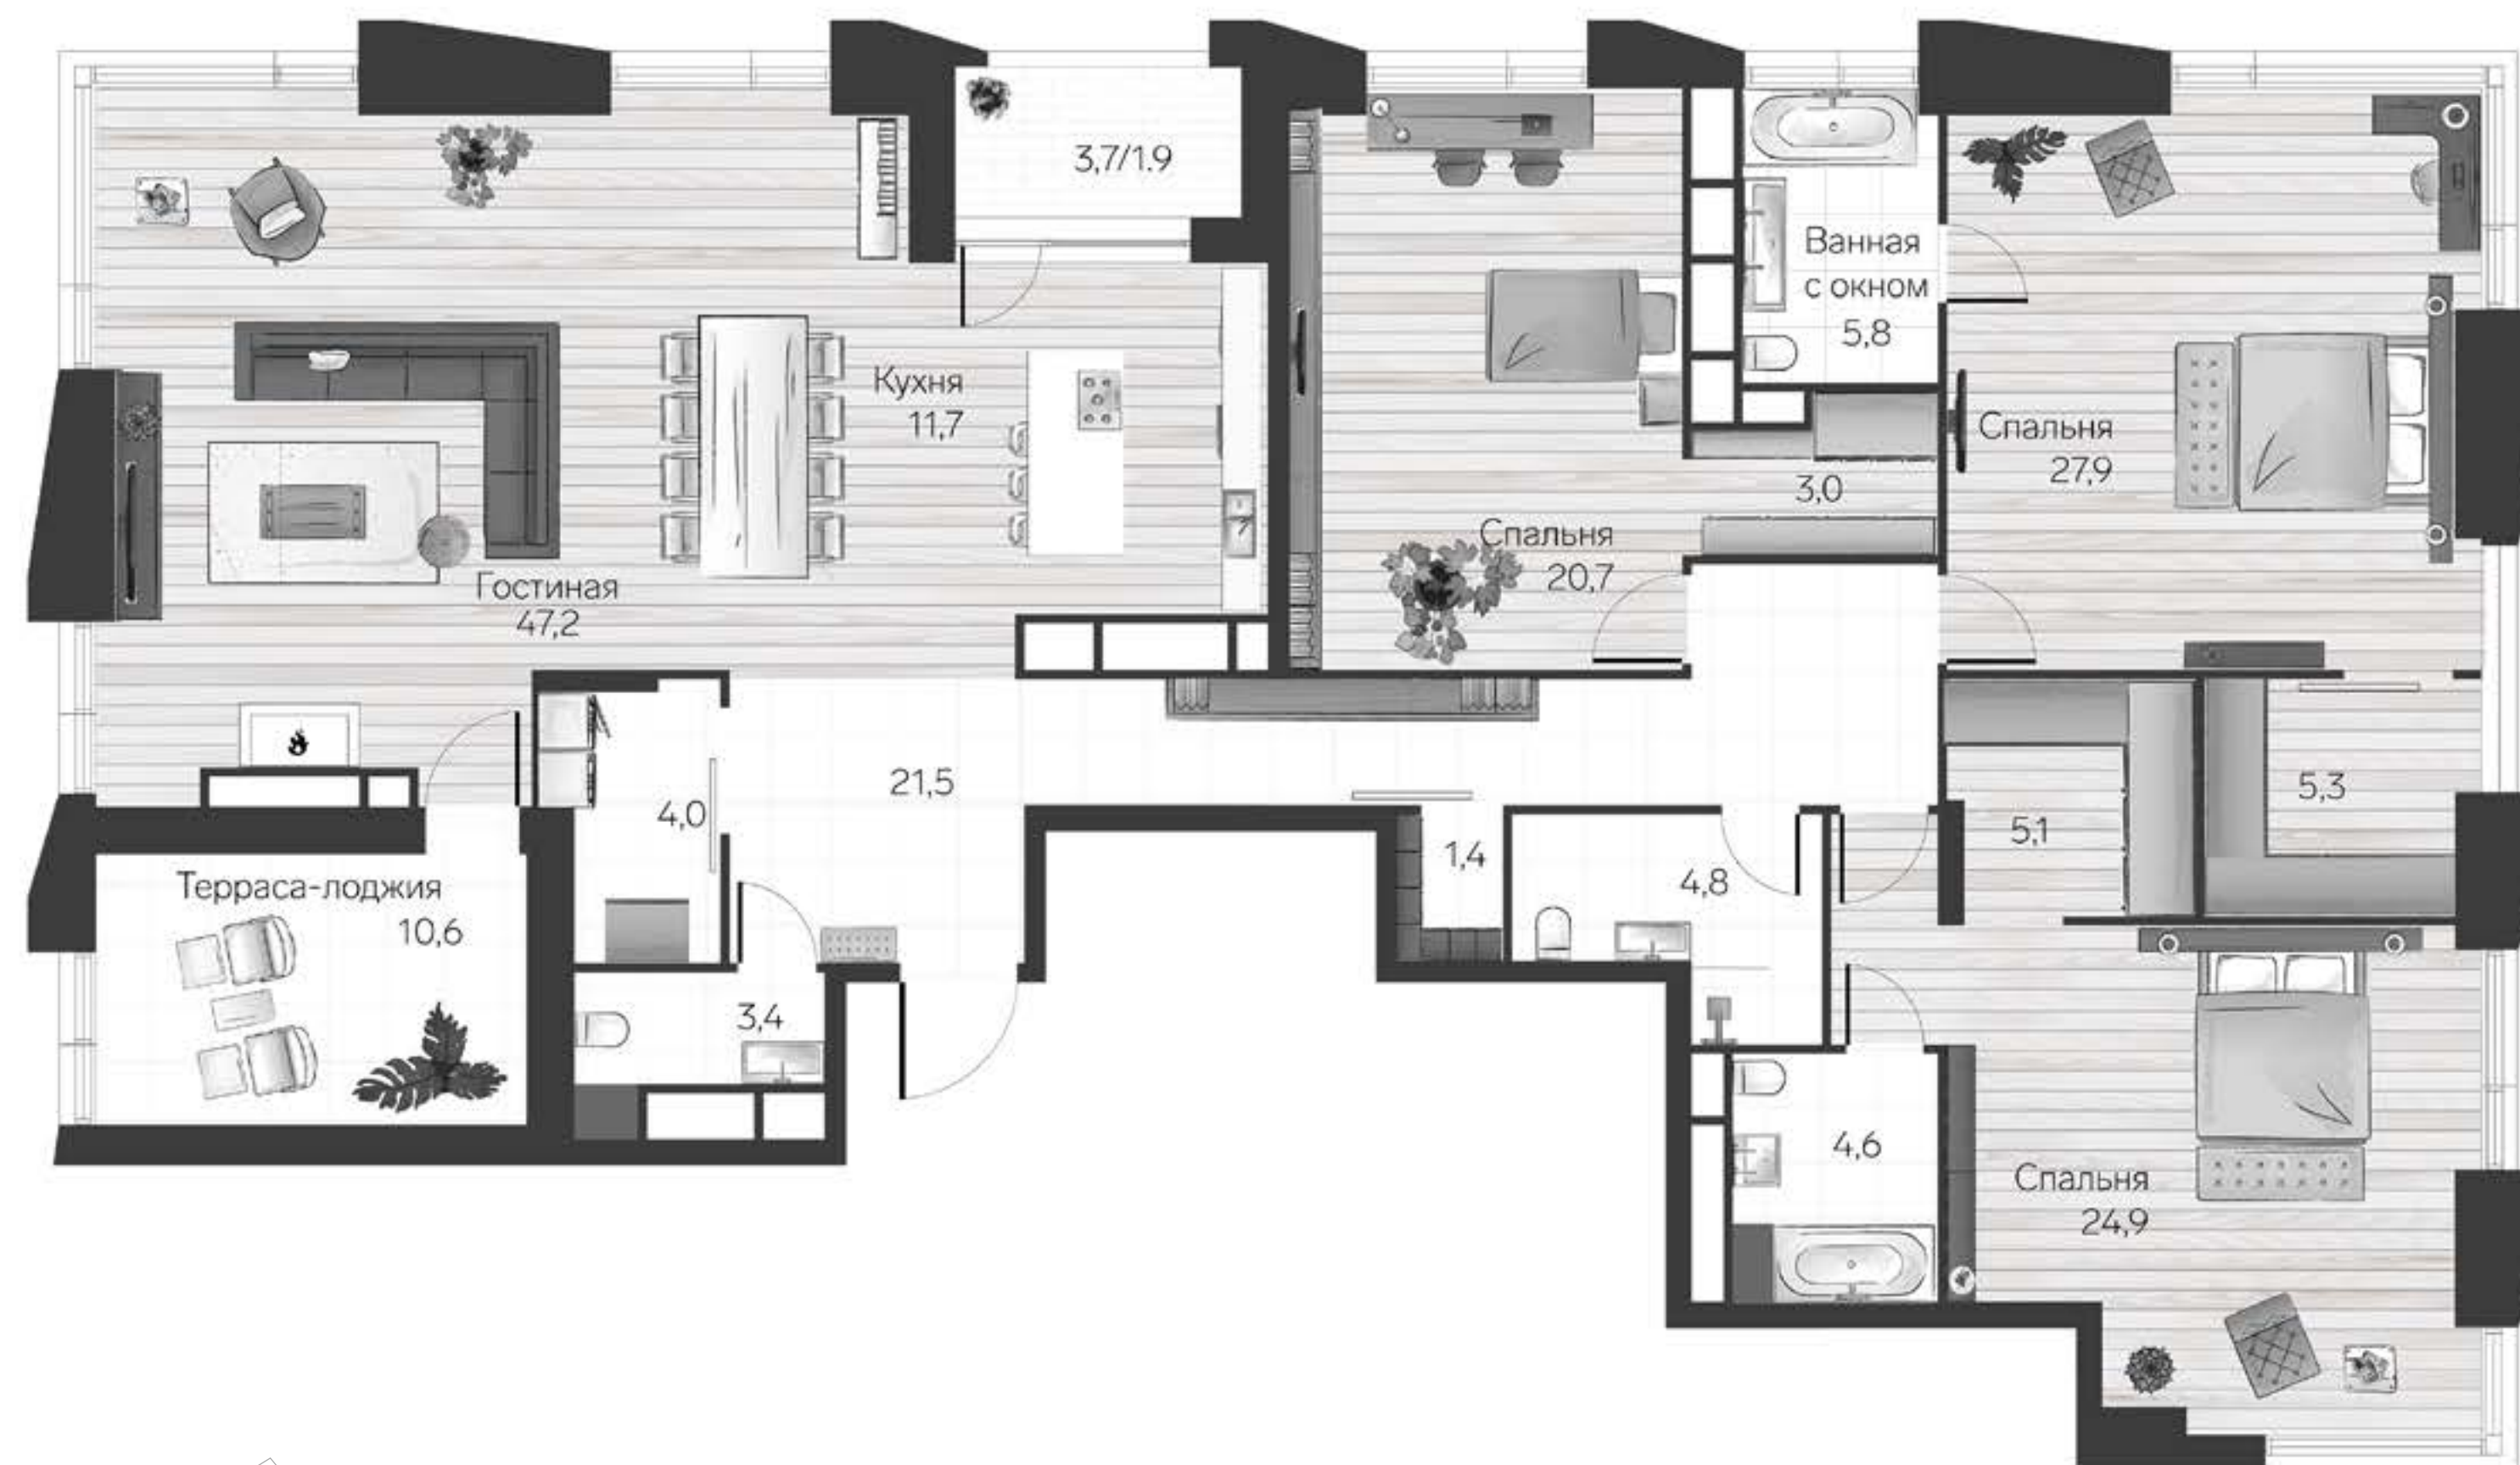 3,7/1.9
Ванная
с окном
5,8
Кухня
11,7
Спальня
27,9
3,0
Спальня
20,7
Гостиная
47,2
21,5
4,0
5,3
5,1
1,4
4,8
Терраса-лоджия
10,6
3,4
4,6
Спальня
24,9